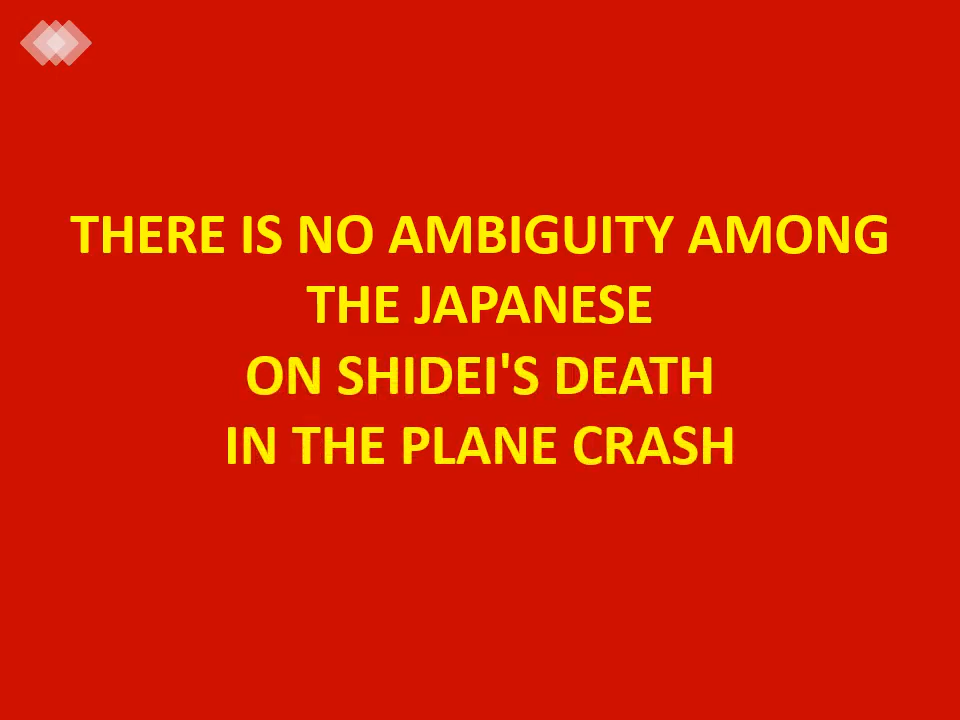 THERE IS NO AMBIGUITY AMONG
THE JAPANESE
ON SHIDEI'S DEATH
IN THE PLANE CRASH